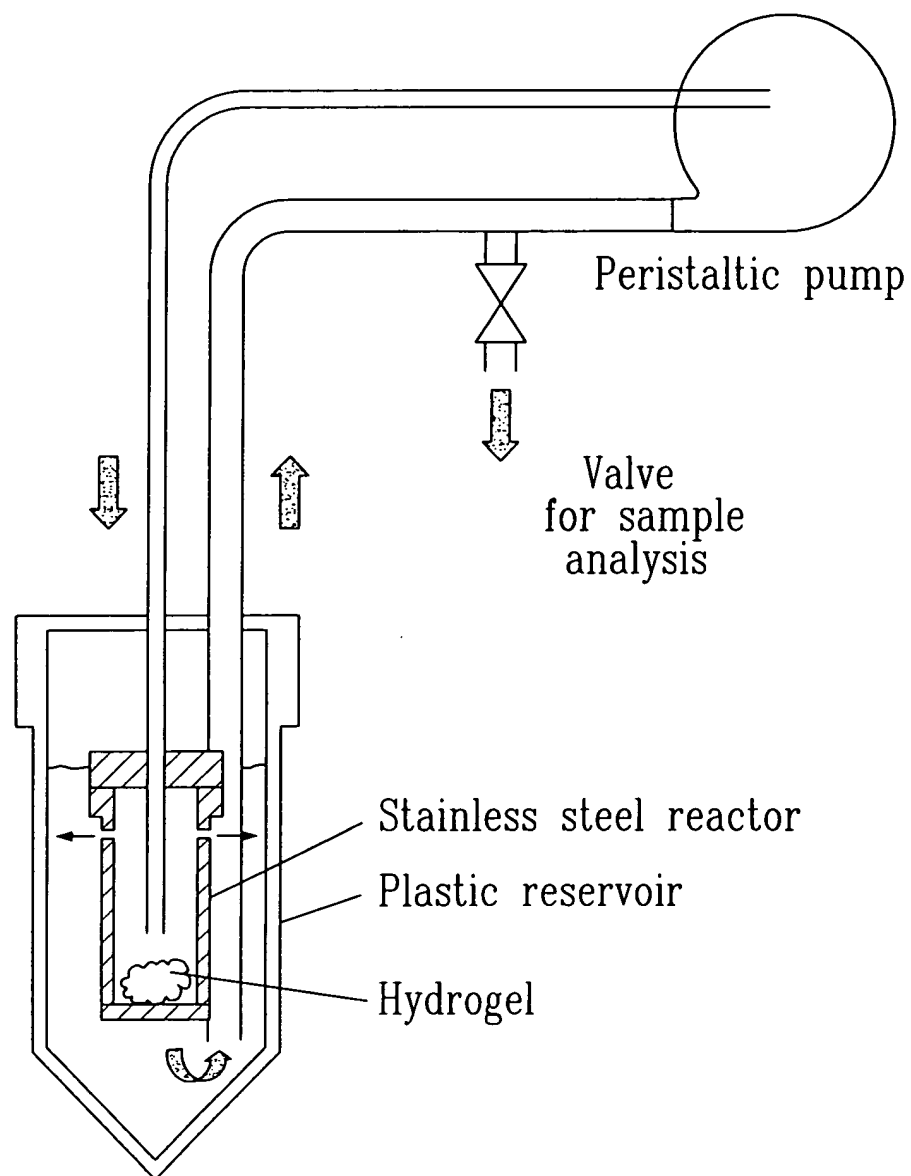 Peristaltic pump
Valve
for sample
analysis
Stainless steel reactor
Plastic reservoir
Hydrogel